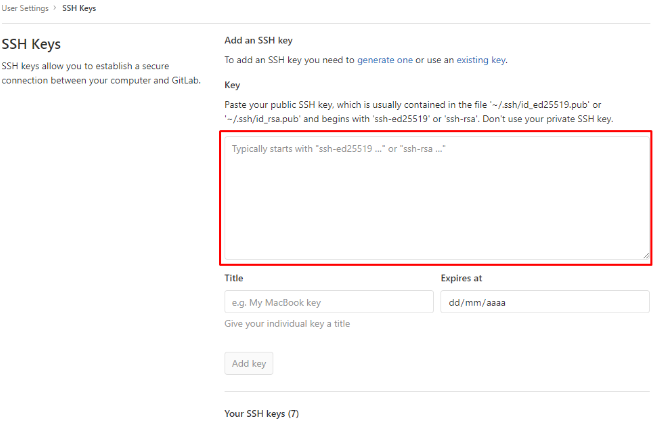 User Settings > SSH Keys
SSH Keys
SSH keys allow you to establish a secure
connection between your computer and GitLab.
Add an SSH key
To add an SSH key you need to generate one or use an existing key.
Key
Paste your public SSH key, which is usually contained in the file '~/.ssh/id_ed25519.pub' or
'~/.ssh/id_rsa.pub' and begins with 'ssh-ed25519' or 'ssh-rsa'. Don't use your private SSH key.
Typically starts with "ssh-ed25519 ..." or "ssh-rsa ..."
Title
Expires at
e.g. My MacBook key
dd/mm/aaaa
Give your individual key a title
Add key
Your SSH keys (7)